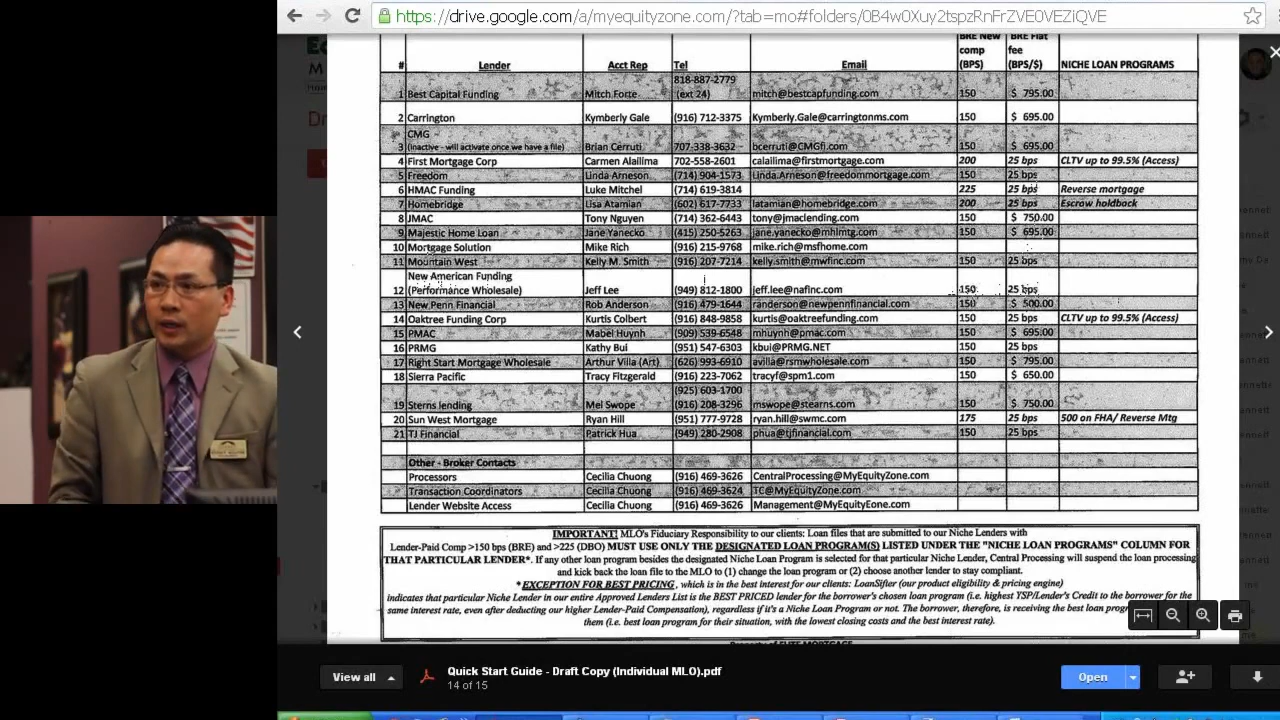 https://drive.google.com/a/myequityzone.com/?tab=mo#folders/0B4w0Xuy2tspzRnFrZVE0VEZiQVE
# Lender Acct Rep Tel Email BRE New comp (BPS) BRE Flat fee (BPS/$) NICHE LOAN PROGRAMS
1 Best Capital Funding Mitch Forte 818-887-2779 (ext 24) mitch@bestcapfunding.com 150 $ 795.00
2 Carrington Kymberly Gale (916) 712-3375 Kymberly.Gale@carringtonms.com 150 $ 695.00
3 CMG (Inactive - will activate once we have a file) Brian Cerruti 707-338-3632 bcerruti@CMGfi.com 150 $ 695.00
4 First Mortgage Corp Carmen Alailima 702-558-2601 calailima@firstmortgage.com 200 25 bps CLTV up to 99.5% (Access)
5 Freedom Linda Arneson (714) 904-1573 Linda.Arneson@freedommortgage.com 150 25 bps
6 HMAC Funding Luke Mitchel (714) 619-3814 225 25 bps Reverse mortgage
7 Homebridge Lisa Atamian (602) 617-7733 latamian@homebridge.com 200 25 bps Escrow holdback
8 JMAC Tony Nguyen (714) 362-6443 tony@jmaclending.com 150 $ 750.00
9 Majestic Home Loan Jane Yanecko (415) 250-5263 jane.yanecko@mhlmtg.com 150 $ 695.00
10 Mortgage Solution Mike Rich (916) 215-9768 mike.rich@msfhome.com
11 Mountain West Kelly M. Smith (916) 207-7214 kelly.smith@mwfinc.com 150 25 bps
12 New American Funding (Performance Wholesale) Jeff Lee (949) 812-1800 jeff.lee@nafinc.com 150 25 bps
13 New Penn Financial Rob Anderson (916) 479-1644 randerson@newpennfinancial.com 150 $ 500.00
14 Oaktree Funding Corp Kurtis Colbert (916) 848-9858 kurtis@oaktreefunding.com 150 25 bps CLTV up to 99.5% (Access)
15 PMAC Mabel Huynh (909) 539-6548 mhuynh@pmac.com 150 $ 695.00
16 PRMG Kathy Bui (951) 547-6303 kbui@PRMG.NET 150 25 bps
17 Right Start Mortgage Wholesale Arthur Villa (Art) (626) 993-6910 avilla@rsmwholesale.com 150 $ 795.00
18 Sierra Pacific Tracy Fitzgerald (916) 223-7062 tracyf@spm1.com 150 $ 650.00
19 Sterns lending Mel Swope (925) 603-1700 (916) 208-3296 mswope@stearns.com 150 $ 750.00
20 Sun West Mortgage Ryan Hill (951) 777-9728 ryan.hill@swmc.com 175 25 bps 500 on FHA/ Reverse Mtg
21 TJ Financial Patrick Hua (949) 280-2908 phua@tjfinancial.com 150 25 bps
Other - Broker Contacts
Processors Cecilia Chuong (916) 469-3626 CentralProcessing@MyEquityZone.com
Transaction Coordinators Cecilia Chuong (916) 469-3624 TC@MyEquityZone.com
Lender Website Access Cecilia Chuong (916) 469-3626 Management@MyEquityEone.com
IMPORTANT! MLO's Fiduciary Responsibility to our clients: Loan files that are submitted to our Niche Lenders with
Lender-Paid Comp >150 bps (BRE) and >225 (DBO) MUST USE ONLY THE DESIGNATED LOAN PROGRAM(S) LISTED UNDER THE "NICHE LOAN PROGRAMS" COLUMN FOR
THAT PARTICULAR LENDER*. If any other loan program besides the designated Niche Loan Program is selected for that particular Niche Lender, Central Processing will suspend the loan processing
and kick back the loan file to the MLO to (1) change the loan program or (2) choose another lender to stay compliant.
* EXCEPTION FOR BEST PRICING, which is in the best interest for our clients: LoanSifter (our product eligibility & pricing engine)
indicates that particular Niche Lender in our entire Approved Lenders List is the BEST PRICED lender for the borrower's chosen loan program (i.e. highest YSP/Lender's Credit to the borrower for the
same interest rate, even after deducting our higher Lender-Paid Compensation), regardless if it's a Niche Loan Program or not. The borrower, therefore, is receiving the best loan
them (i.e. best loan program for their situation, with the lowest closing costs and the best interest rate).
View all
Quick Start Guide - Draft Copy (Individual MLO).pdf
14 of 15
Open